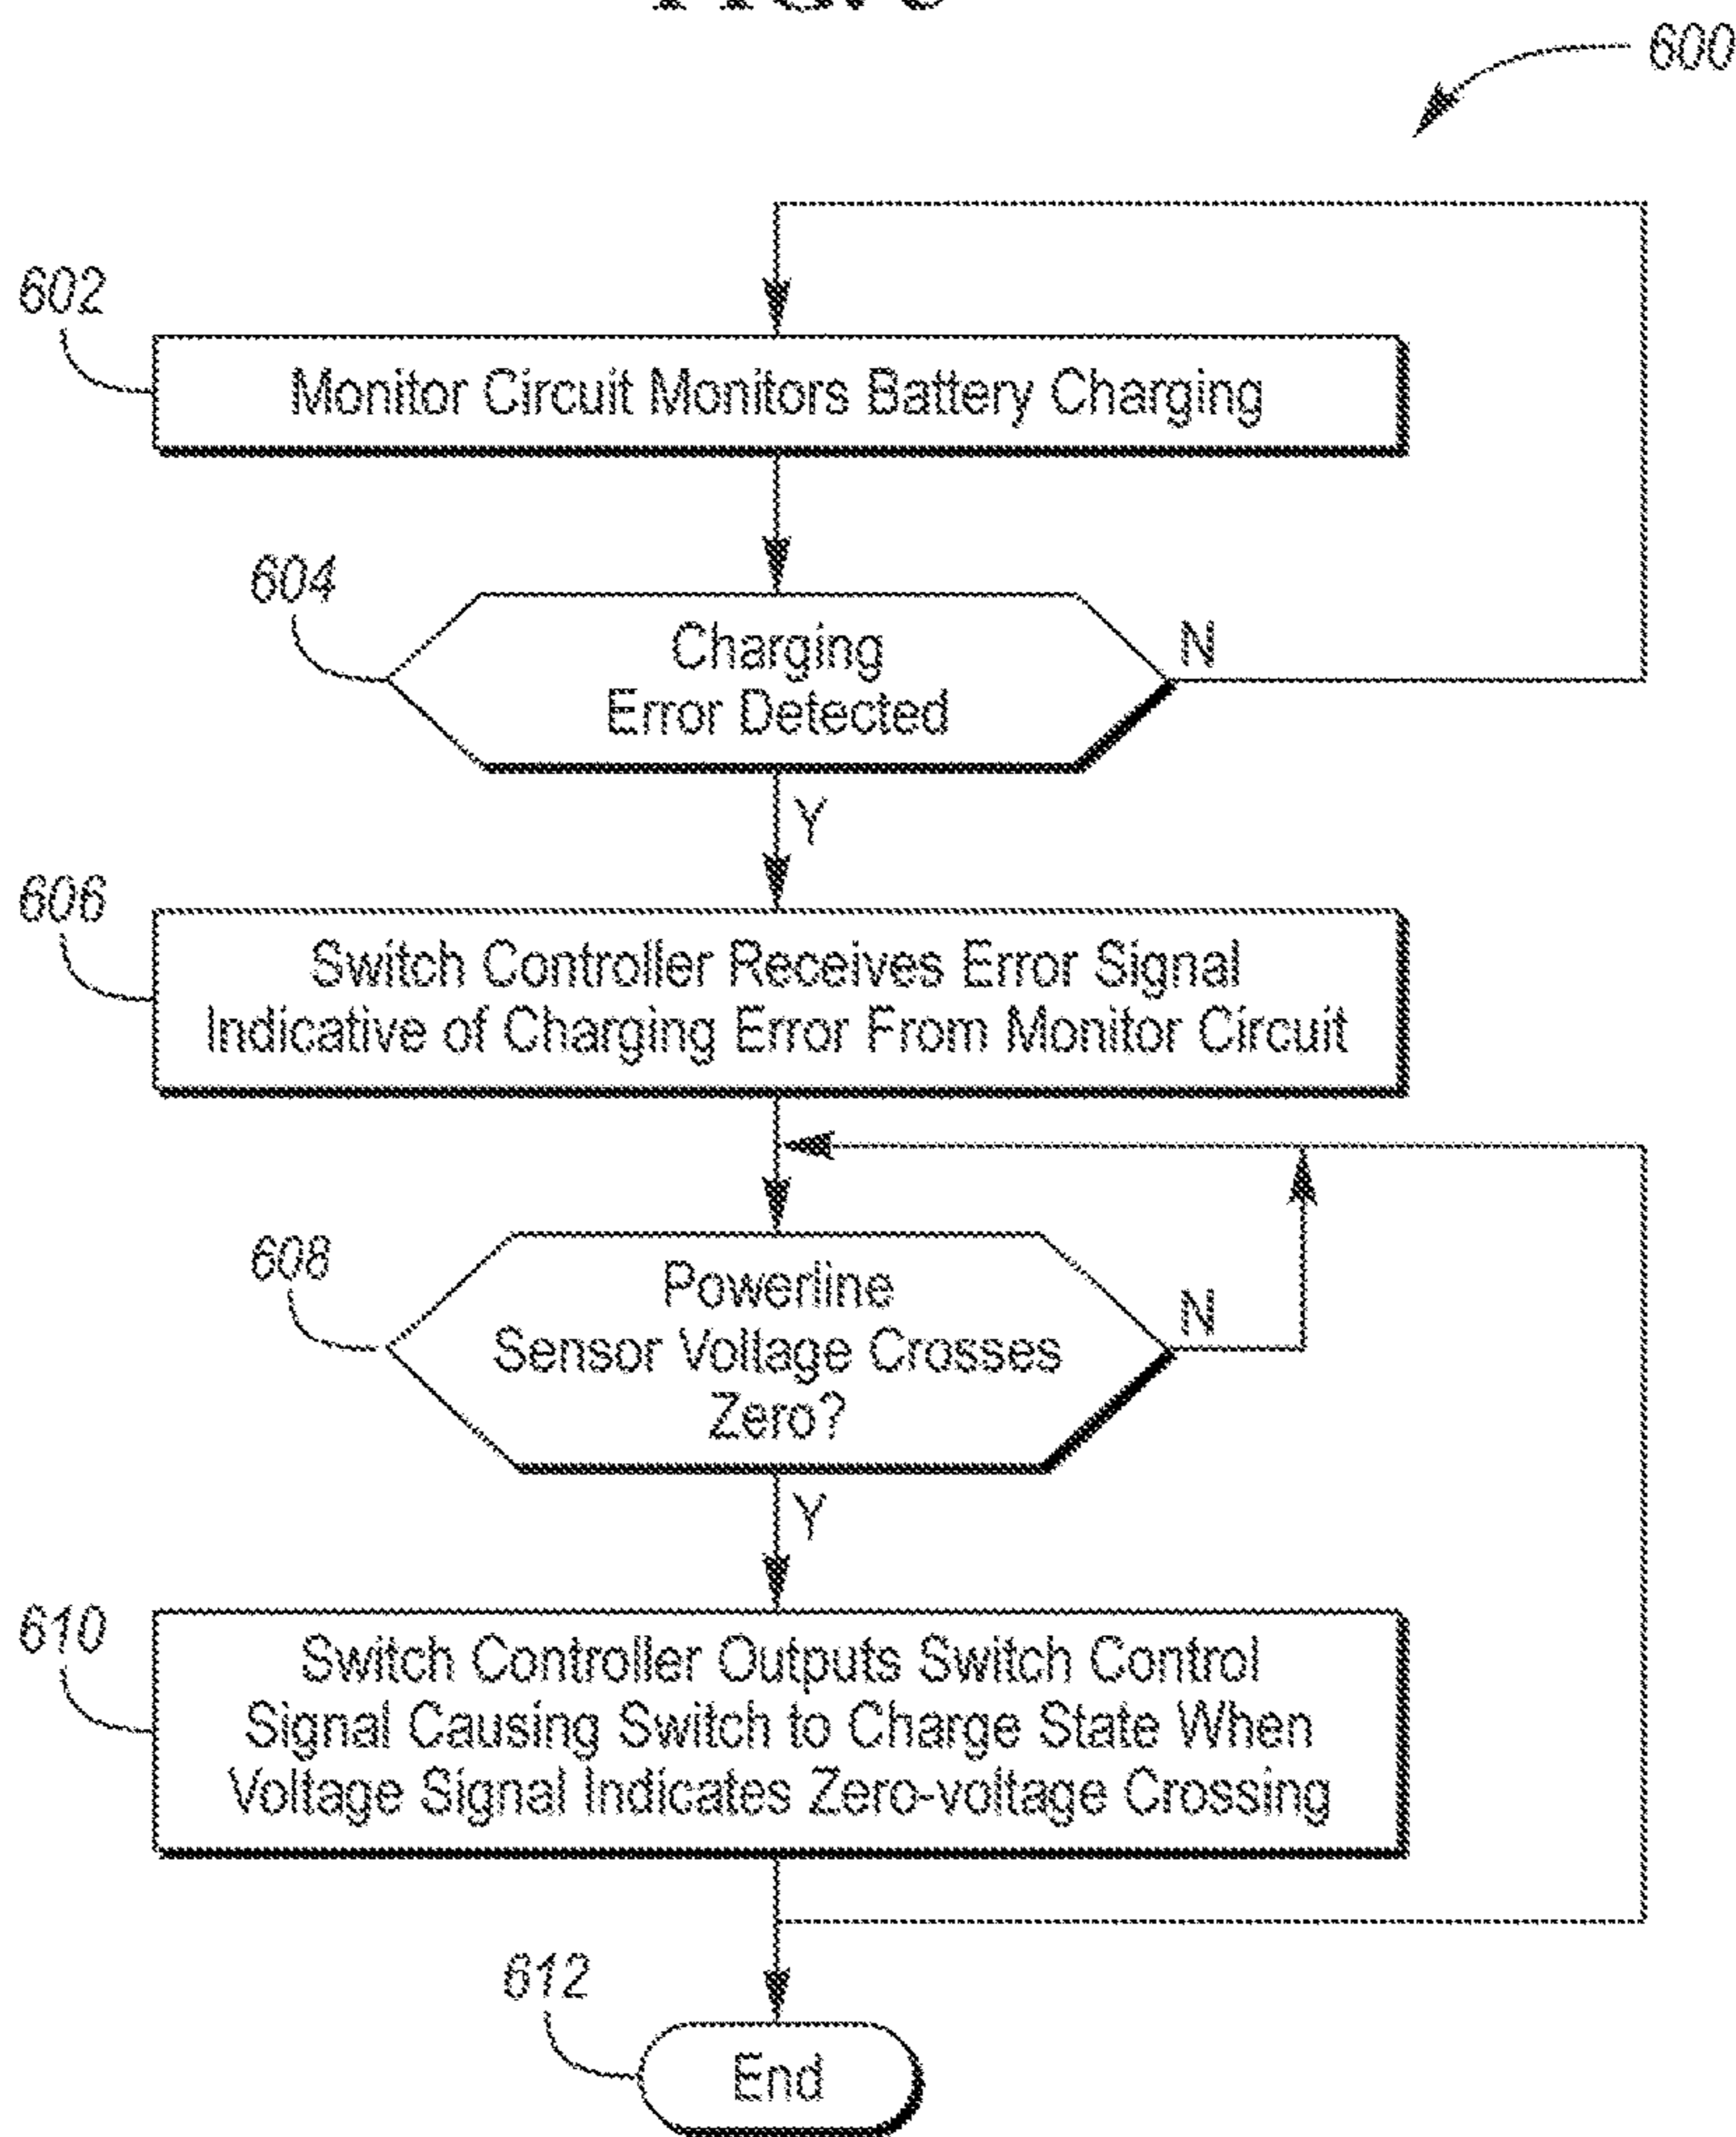 600
602
Monitor Circuit Monitors Battery Charging
604
Charging
Error Detected
N
Y
606
Switch Controller Receives Error Signal
Indicative of Charging Error From Monitor Circuit
608
Powerline
Sensor Voltage Crosses
Zero?
N
Y
610
Switch Controller Outputs Switch Control
Signal Causing Switch to Charge State When
Voltage Signal Indicates Zero-voltage Crossing
612
End